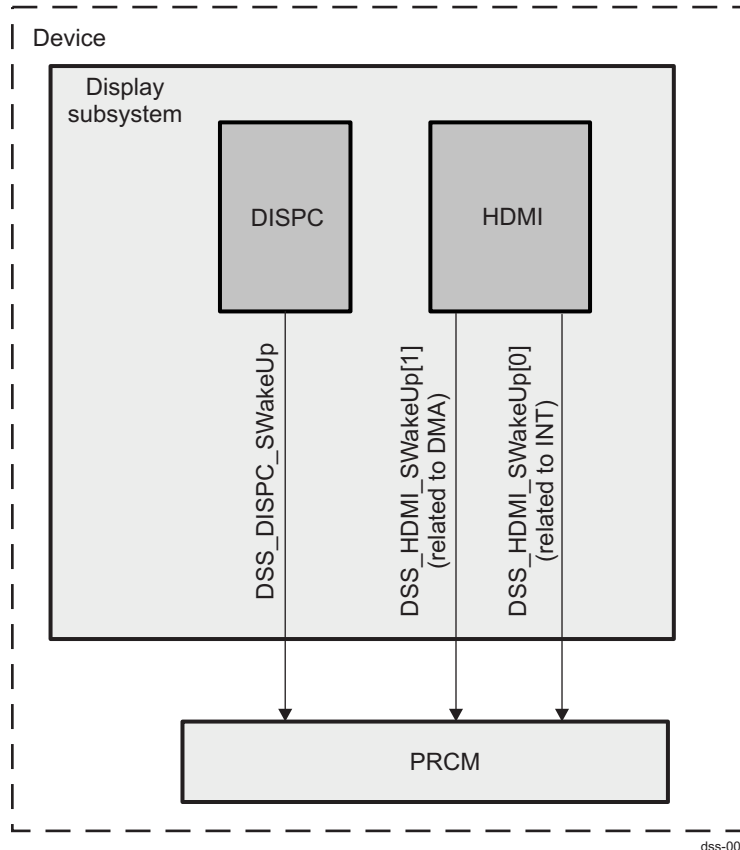 Device
Display
subsystem
DISPC
HDMI
DSS_DISPC_SWakeUp
DSS_HDMI_SWakeUp[1]
(related to DMA)
DSS_HDMI_SWakeUp[0]
(related to INT)
PRCM
dss-00